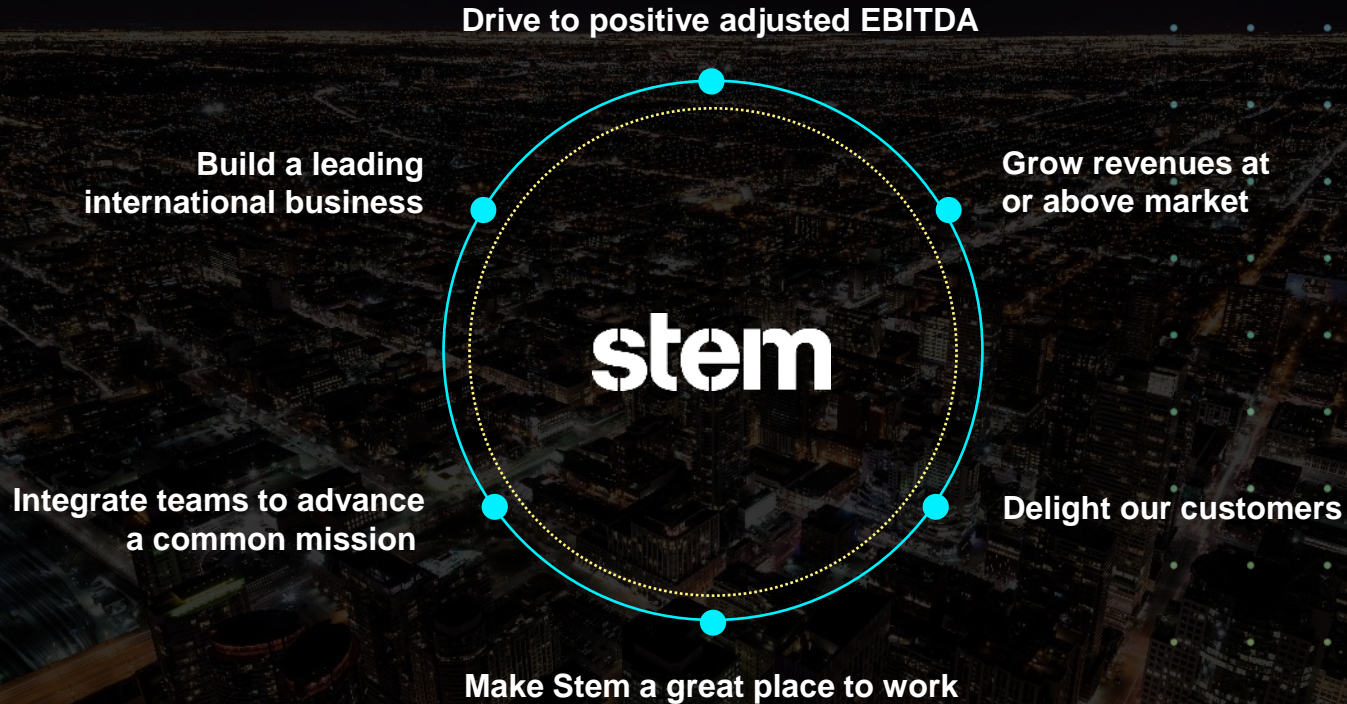 Drive to positive adjusted EBITDA
Build a leading
international business
Grow revenues at
or above market
stem
Integrate teams to advance
a common mission
Delight our customers
Make Stem a great place to work